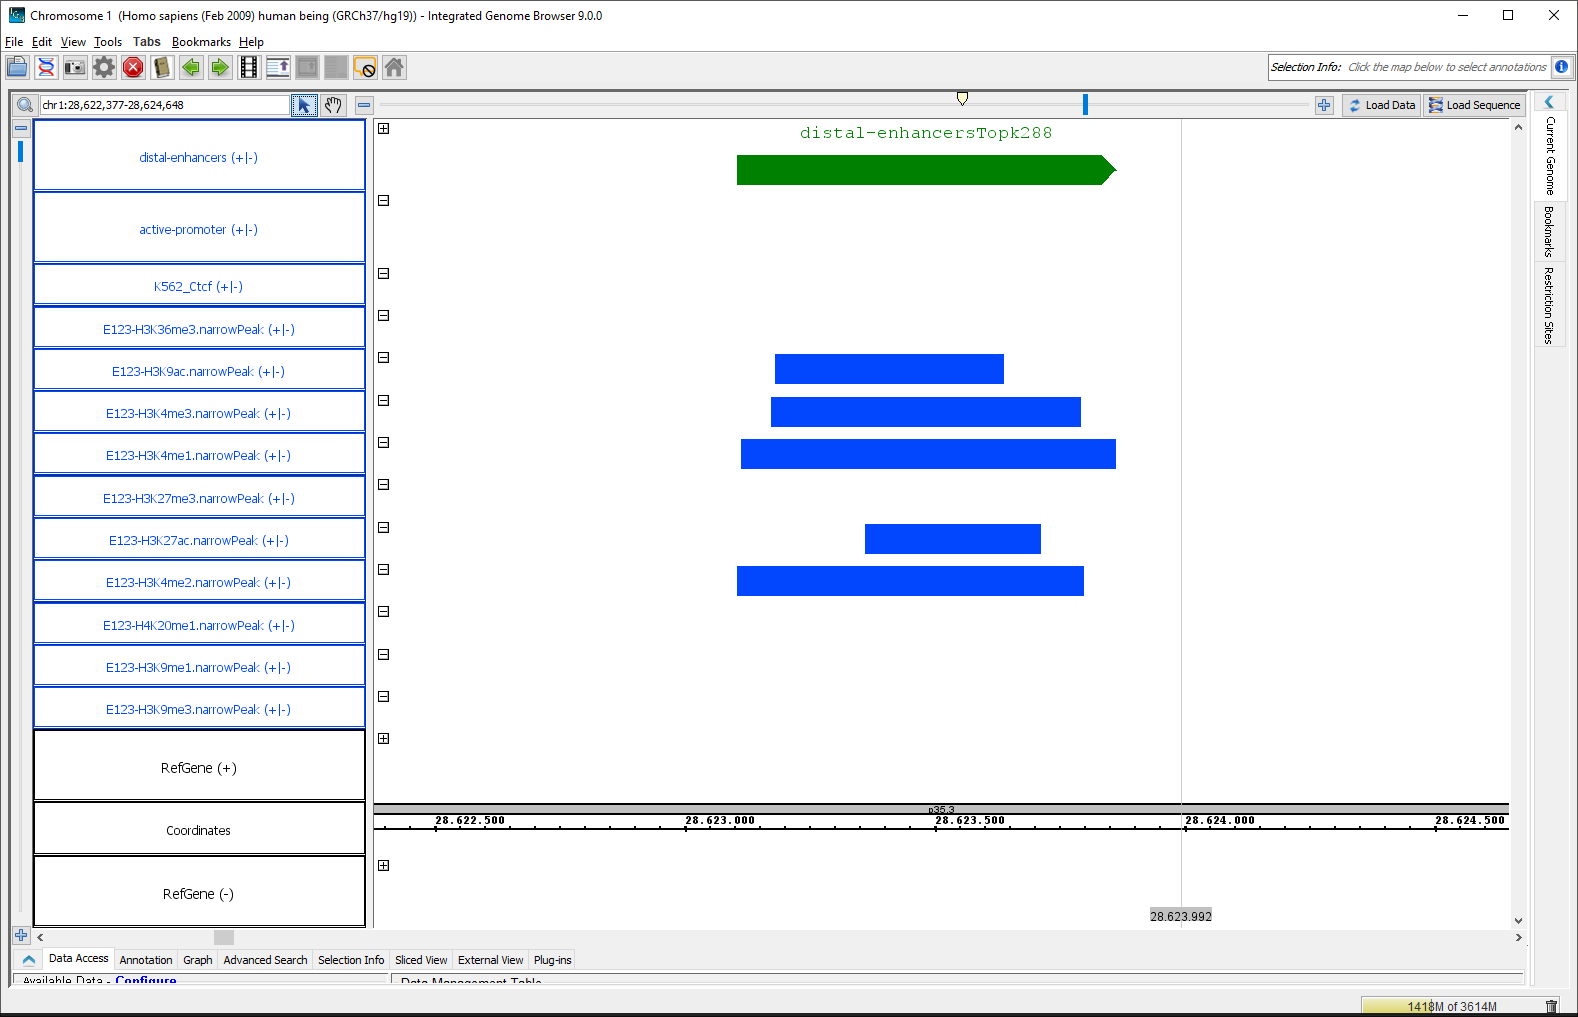 Chromosome 1  (Homo sapiens (Feb 2009) human being (GRCh37/hg19)) - Integrated Genome Browser 9.0.0
File Edit View Tools Tabs Bookmarks Help
Selection Info: Click the map below to select annotations
chr1:28,622,377-28,624,648
Load Data
Load Sequence
Current Genome
Bookmarks
Restriction Sites
distal-enhancersTopk288
distal-enhancers (+|-)
active-promoter (+|-)
K562_Ctcf (+|-)
E123-H3K36me3.narrowPeak (+|-)
E123-H3K9ac.narrowPeak (+|-)
E123-H3K4me3.narrowPeak (+|-)
E123-H3K4me1.narrowPeak (+|-)
E123-H3K27me3.narrowPeak (+|-)
E123-H3K27ac.narrowPeak (+|-)
E123-H3K4me2.narrowPeak (+|-)
E123-H4K20me1.narrowPeak (+|-)
E123-H3K9me1.narrowPeak (+|-)
E123-H3K9me3.narrowPeak (+|-)
RefGene (+)
p35.3
Coordinates
28.622.500 28.623.000 28.623.500 28.624.000 28.624.500
RefGene (-)
28.623.992
Data Access Annotation Graph Advanced Search Selection Info Sliced View External View Plug-ins
Available Data - Configure
Data Management Table
1418M of 3614M